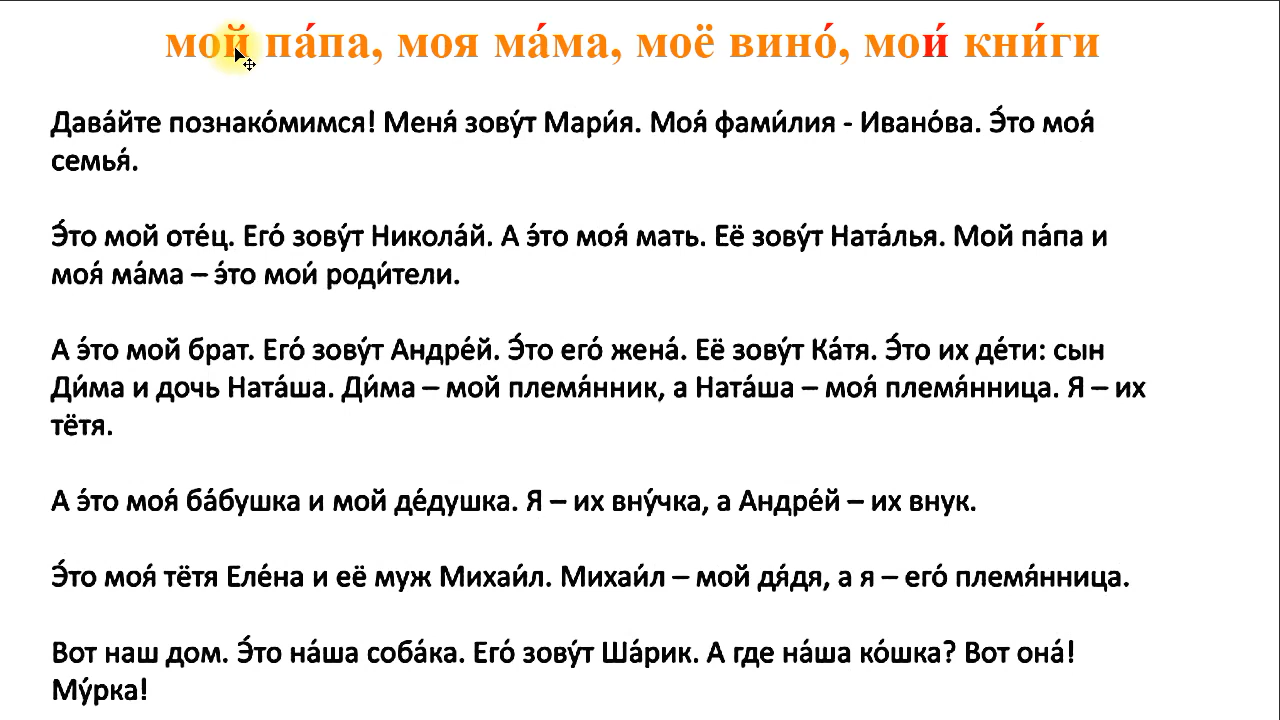 мой па́па, моя ма́ма, моё вино́, мои́ кни́ги
Дава́йте познако́мимся! Меня́ зову́т Мари́я. Моя́ фами́лия - Ивано́ва. Э́то моя́
семья́.
Э́то мой оте́ц. Его́ зову́т Никола́й. А э́то моя́ мать. Её зову́т Ната́лья. Мой па́па и
моя́ ма́ма – э́то мои́ роди́тели.
А э́то мой брат. Его́ зову́т Андре́й. Э́то его́ жена́. Её зову́т Ка́тя. Э́то их де́ти: сын
Ди́ма и дочь Ната́ша. Ди́ма – мой племя́нник, а Ната́ша – моя́ племя́нница. Я – их
тётя.
А э́то моя́ ба́бушка и мой де́душка. Я – их вну́чка, а Андре́й – их внук.
Э́то моя́ тётя Еле́на и её муж Михаи́л. Михаи́л – мой дя́дя, а я – его́ племя́нница.
Вот наш дом. Э́то на́ша соба́ка. Его́ зову́т Ша́рик. А где на́ша ко́шка? Вот она́!
Му́рка!